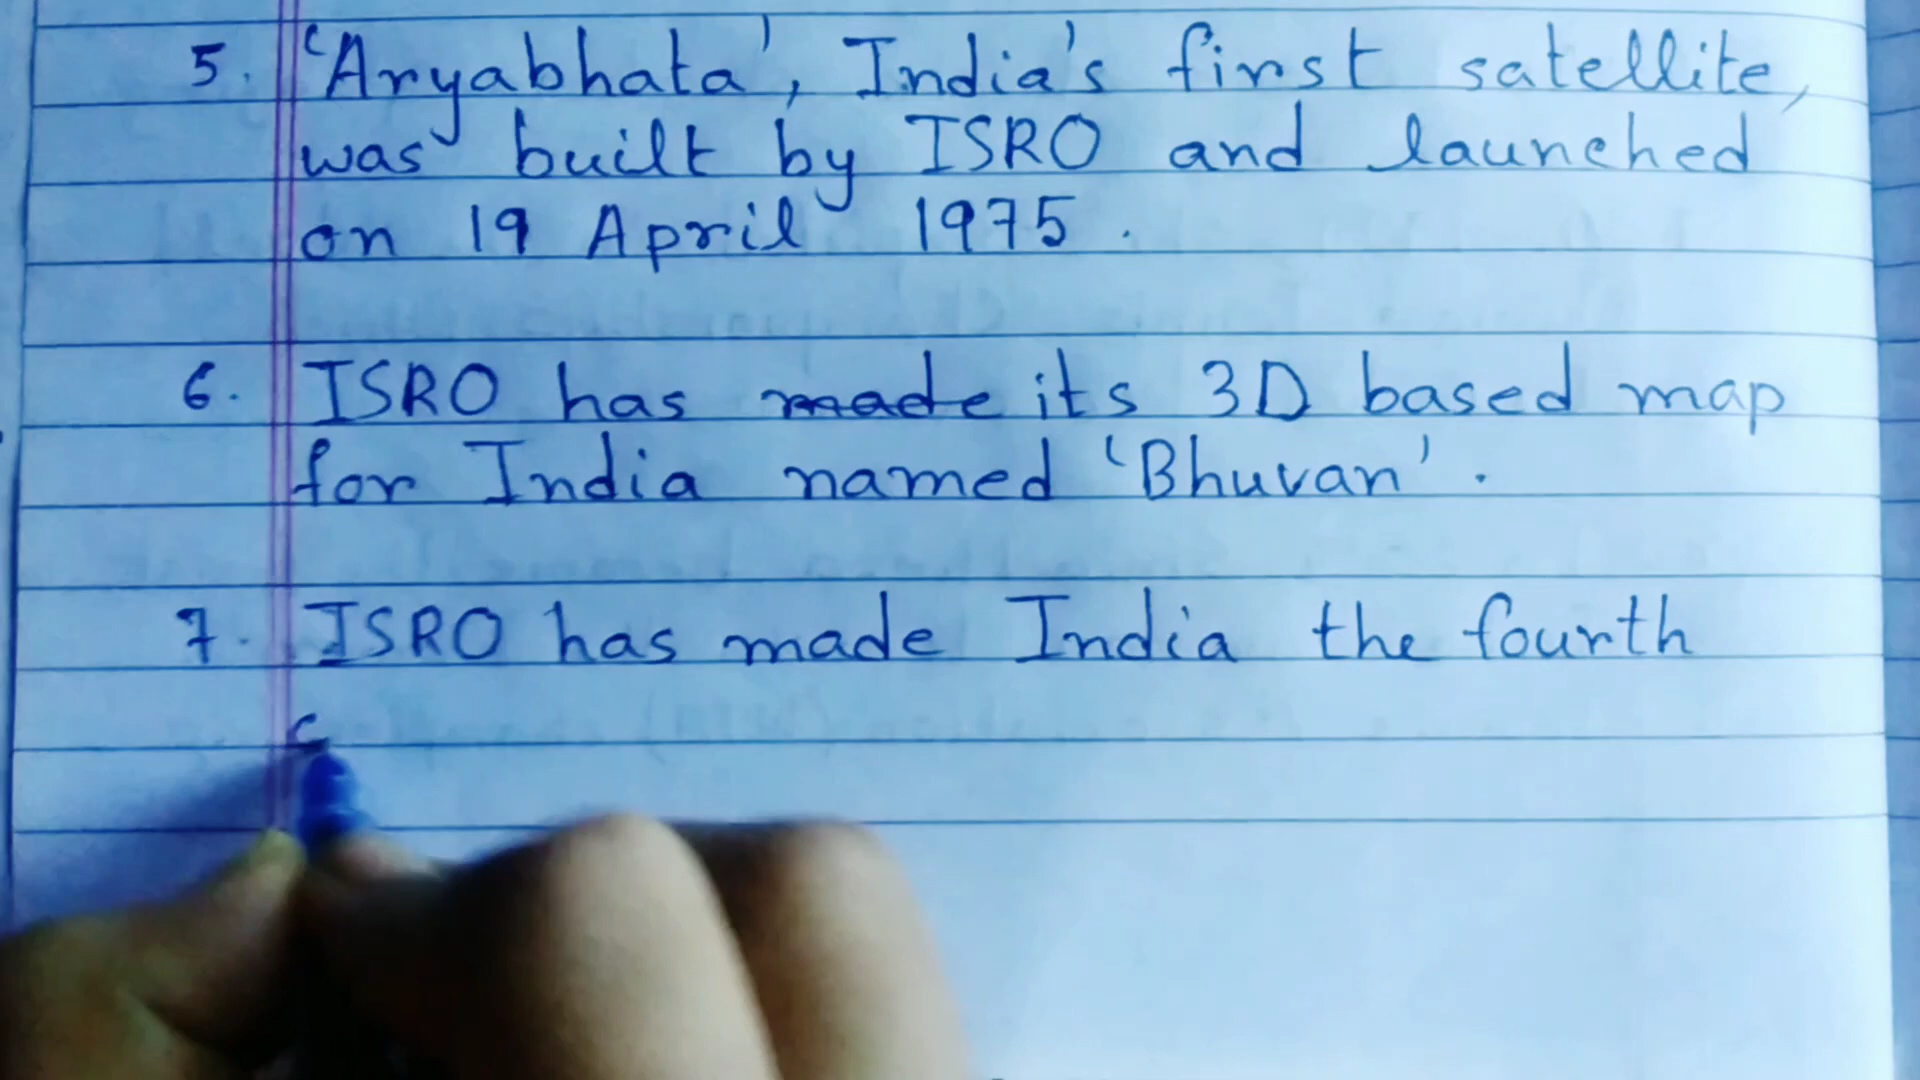 5. 'Aryabhata', India's first satellite,
was built by ISRO and launched
on 19 April 1975.
6. ISRO has made its 3D based map
for India named 'Bhuvan'.
7. ISRO has made India the fourth
c